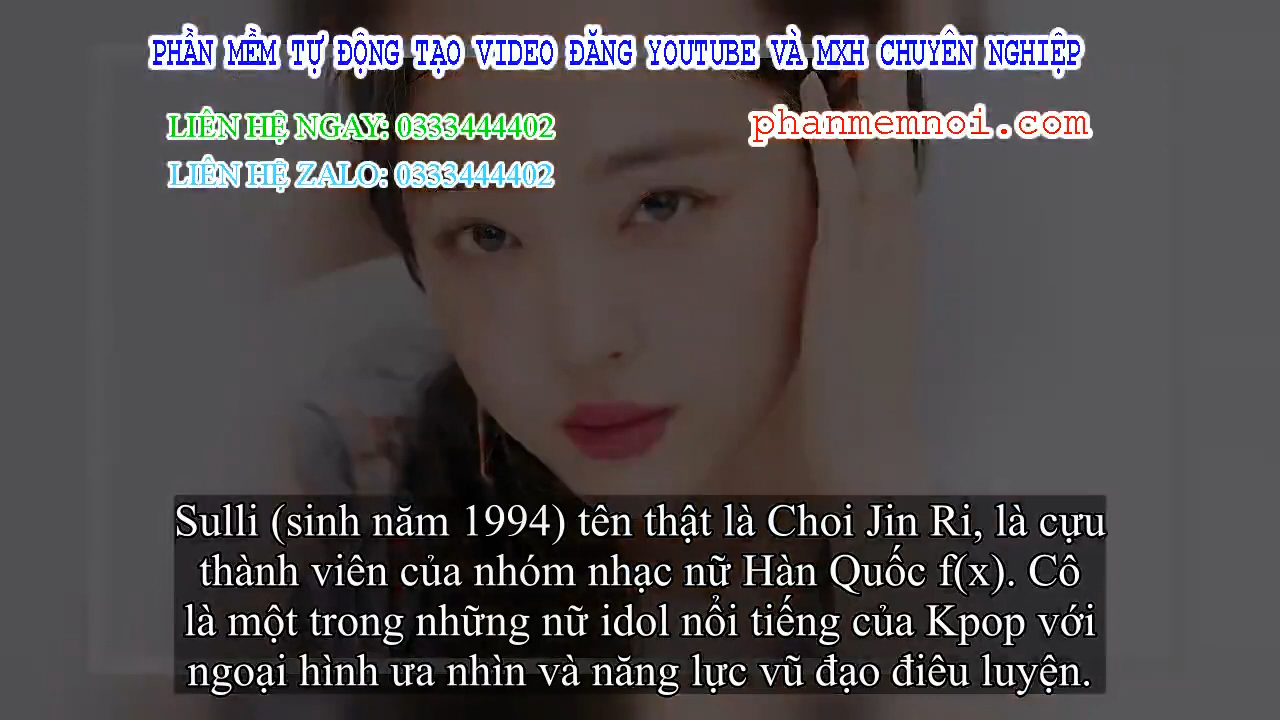 PHẦN MỀM TỰ ĐỘNG TẠO VIDEO ĐĂNG YOUTUBE VÀ MXH CHUYÊN NGHIỆP
LIÊN HỆ NGAY: 0333444402
phanmemnoi.com
LIÊN HỆ ZALO: 0333444402
Sulli (sinh năm 1994) tên thật là Choi Jin Ri, là cựu
thành viên của nhóm nhạc nữ Hàn Quốc f(x). Cô
là một trong những nữ idol nổi tiếng của Kpop với
ngoại hình ưa nhìn và năng lực vũ đạo điêu luyện.